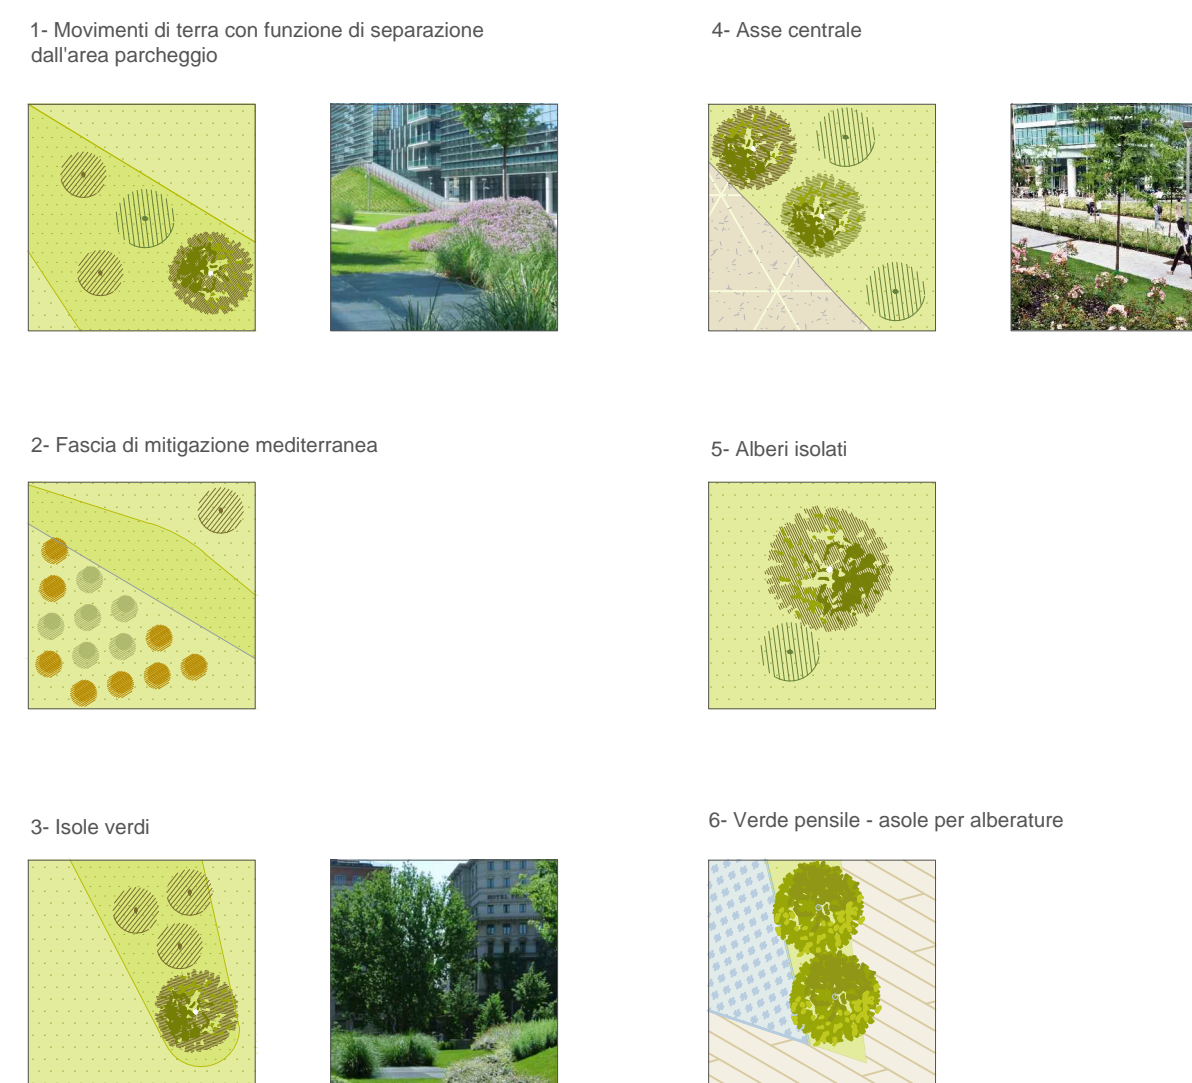 1- Movimenti di terra con funzione di separazione
dall'area parcheggio
4- Asse centrale
2- Fascia di mitigazione mediterranea
5- Alberi isolati
3- Isole verdi
6- Verde pensile - asole per alberature
HOTEL